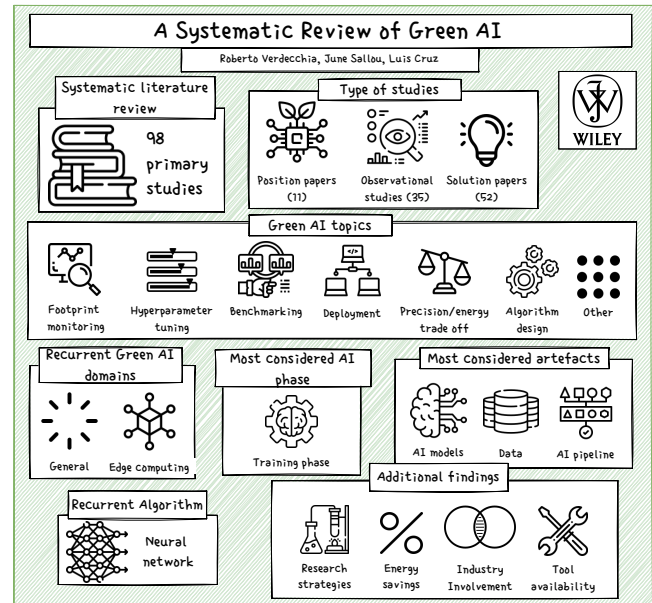 A Systematic Review of Green AI
Roberto Verdecchia, June Sallou, Luis Cruz
Systematic literature
review
98
primary
studies
Type of studies
Position papers
(11)
Observational
studies (35)
Solution papers
(52)
WILEY
Green AI topics
Footprint
monitoring
Hyperparameter
tuning
Benchmarking
</>
Deployment
Precision/energy
trade off
Algorithm
design
Other
Recurrent Green AI
domains
General
Edge computing
Most considered AI
phase
Training phase
Most considered artefacts
AI models
Data
AI pipeline
Recurrent Algorithm
Neural
network
Additional findings
Research
strategies
Energy
savings
Industry
Involvement
Tool
availability